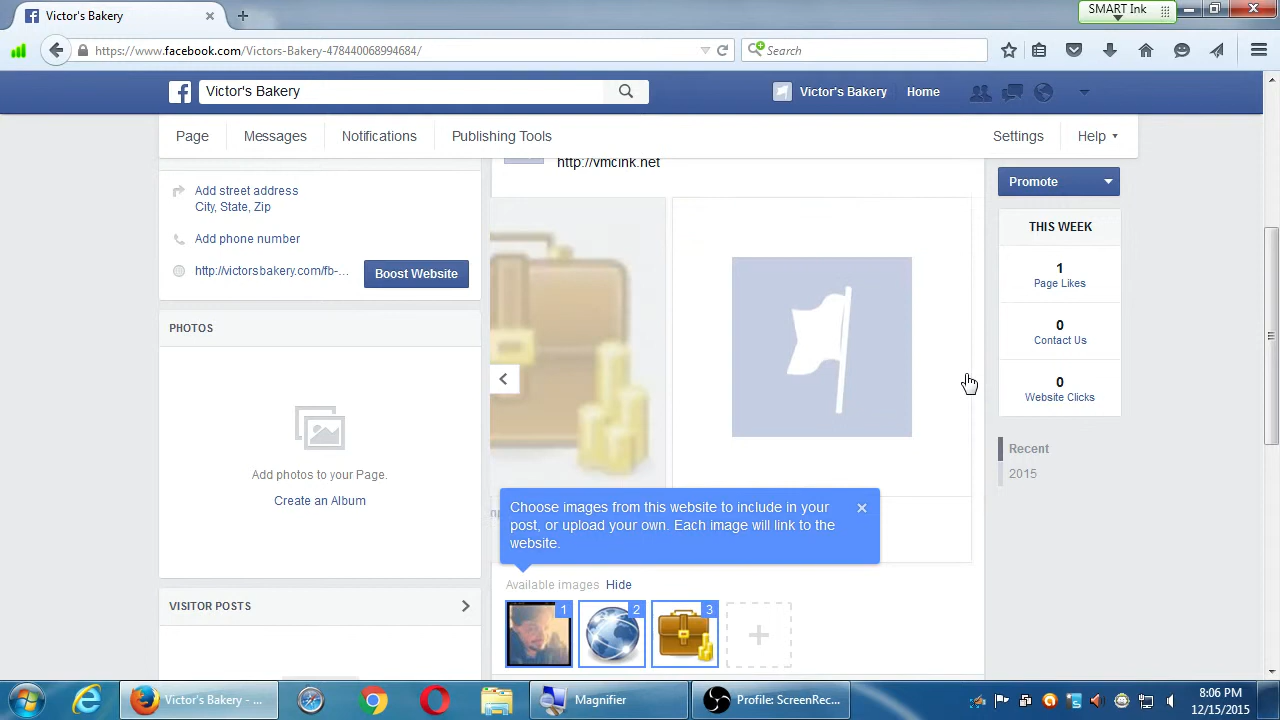 Victor's Bakery
SMART Ink
https://www.facebook.com/Victors-Bakery-478440068994684/
Search
Victor's Bakery
Victor's Bakery
Home
Page
Messages
Notifications
Publishing Tools
Settings
Help
http://vmcink.net
Add street address
City, State, Zip
Promote
THIS WEEK
Add phone number
http://victorsbakery.com/fb-...
Boost Website
1
Page Likes
PHOTOS
0
Contact Us
0
Website Clicks
Recent
2015
Add photos to your Page.
Create an Album
Choose images from this website to include in your
post, or upload your own. Each image will link to the
website.
Available images Hide
VISITOR POSTS
1
2
3
Victor's Bakery - ...
Magnifier
Profile: ScreenRec...
8:06 PM
12/15/2015